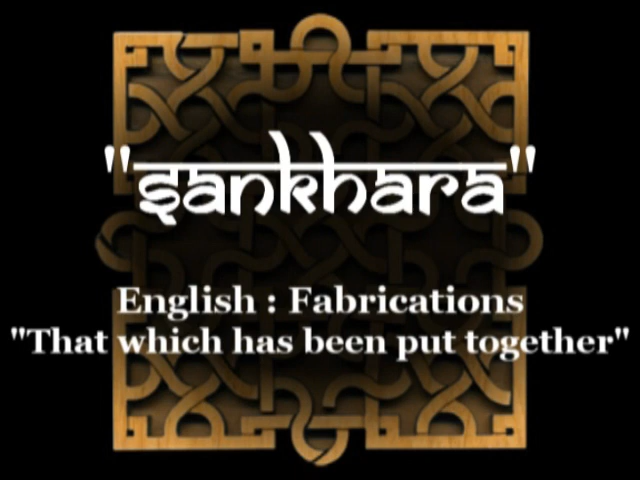 "sankhara"
English : Fabrications
"That which has been put together"